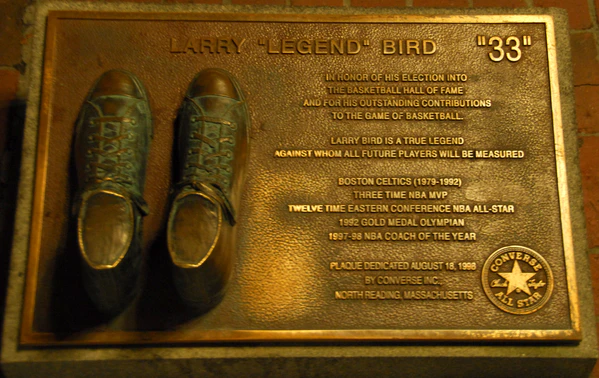 LARRY "LEGEND" BIRD "33"
IN HONOR OF HIS ELECTION INTO
THE BASKETBALL HALL OF FAME
AND FOR HIS OUTSTANDING CONTRIBUTIONS
TO THE GAME OF BASKETBALL.
LARRY BIRD IS A TRUE LEGEND
AGAINST WHOM ALL FUTURE PLAYERS WILL BE MEASURED
BOSTON CELTICS (1979-1992)
THREE TIME NBA MVP
TWELVE TIME EASTERN CONFERENCE NBA ALL-STAR
1992 GOLD MEDAL OLYMPIAN
1997-98 NBA COACH OF THE YEAR
PLAQUE DEDICATED AUGUST 18, 1998
BY CONVERSE INC.,
NORTH READING, MASSACHUSETTS
CONVERSE
Chuck Taylor
ALL STAR